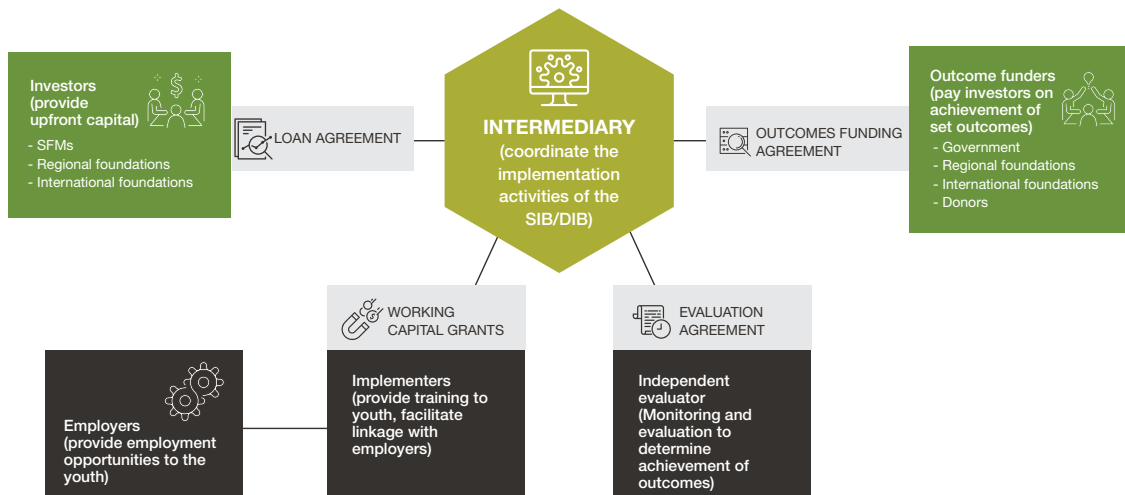 Investors
(provide
upfront capital)
- SFMs
- Regional foundations
- International foundations
LOAN AGREEMENT
INTERMEDIARY
(coordinate the
implementation
activities of the
SIB/DIB)
OUTCOMES FUNDING
AGREEMENT
Outcome funders
(pay investors on
achievement of
set outcomes)
- Government
- Regional foundations
- International foundations
- Donors
WORKING
CAPITAL GRANTS
EVALUATION
AGREEMENT
Employers
(provide employment
opportunities to the
youth)
Implementers
(provide training to
youth, facilitate
linkage with
employers)
Independent
evaluator
(Monitoring and
evaluation to
determine
achievement of
outcomes)